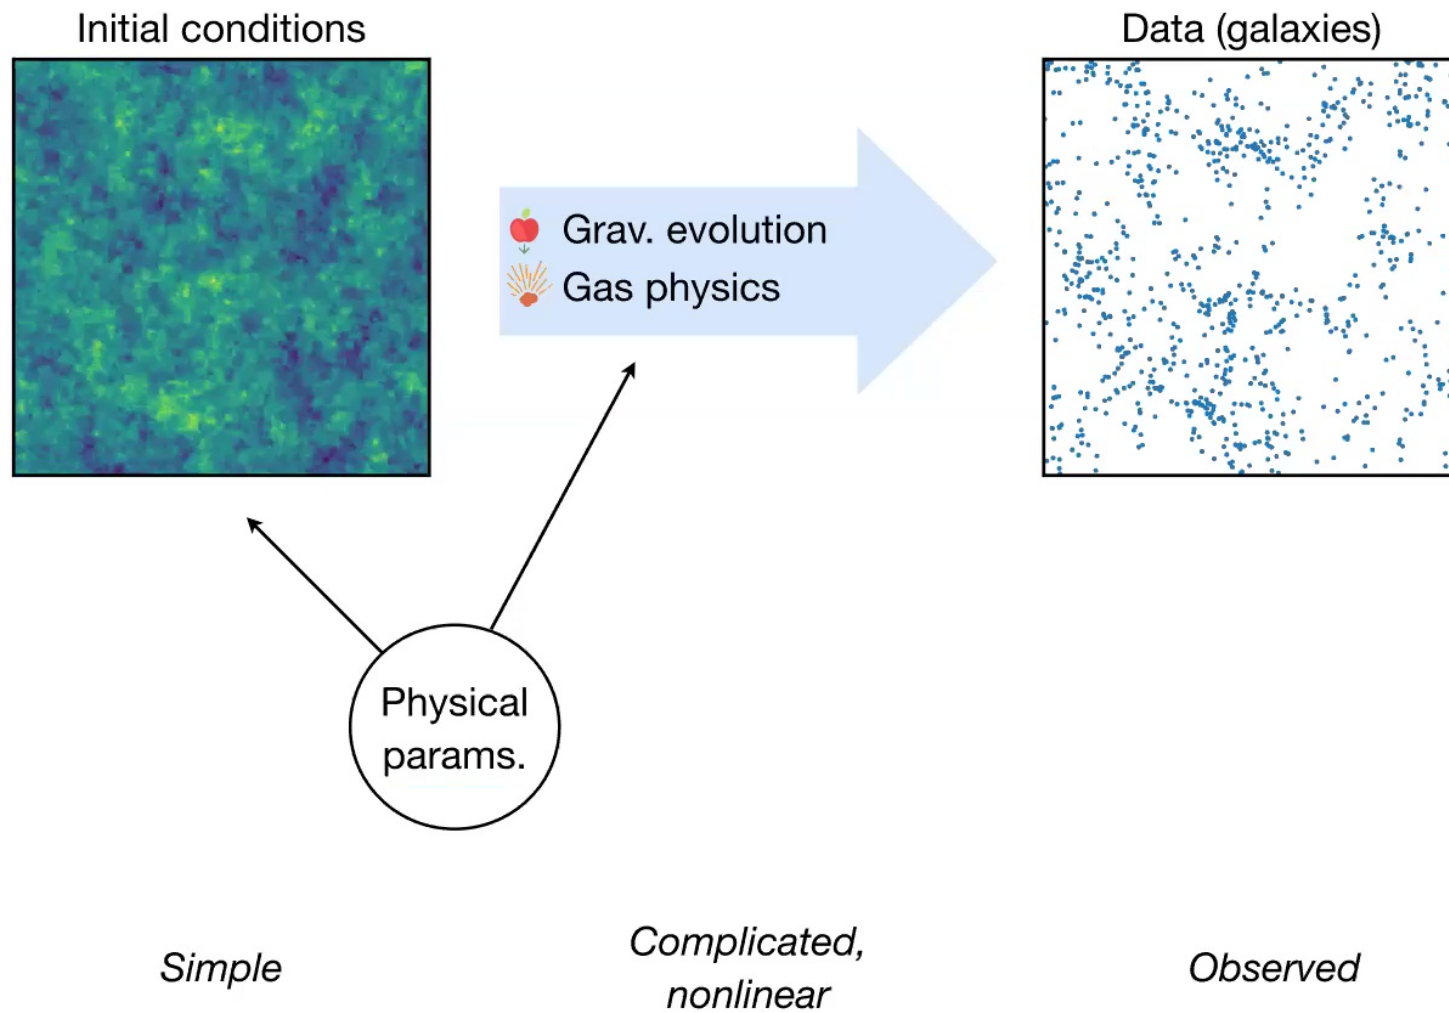 Initial conditions
Data (galaxies)
Grav. evolution
Gas physics
Physical
params.
Simple
Complicated,
nonlinear
Observed